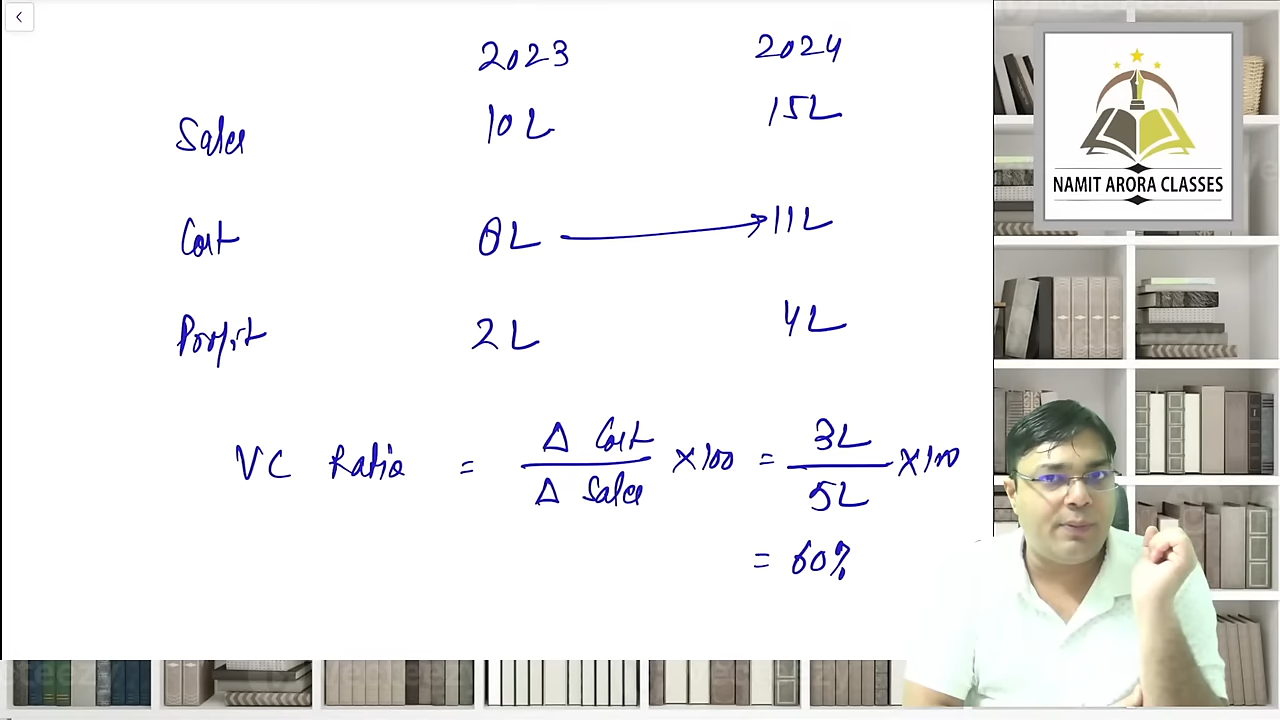 2023 2024
Sales 10L 15L
Cost 8L 11L
Profit 2L 4L
VC Ratio = Δ Cost / Δ Sales ×100 = 3L / 5L ×100
= 60%
NAMIT ARORA CLASSES